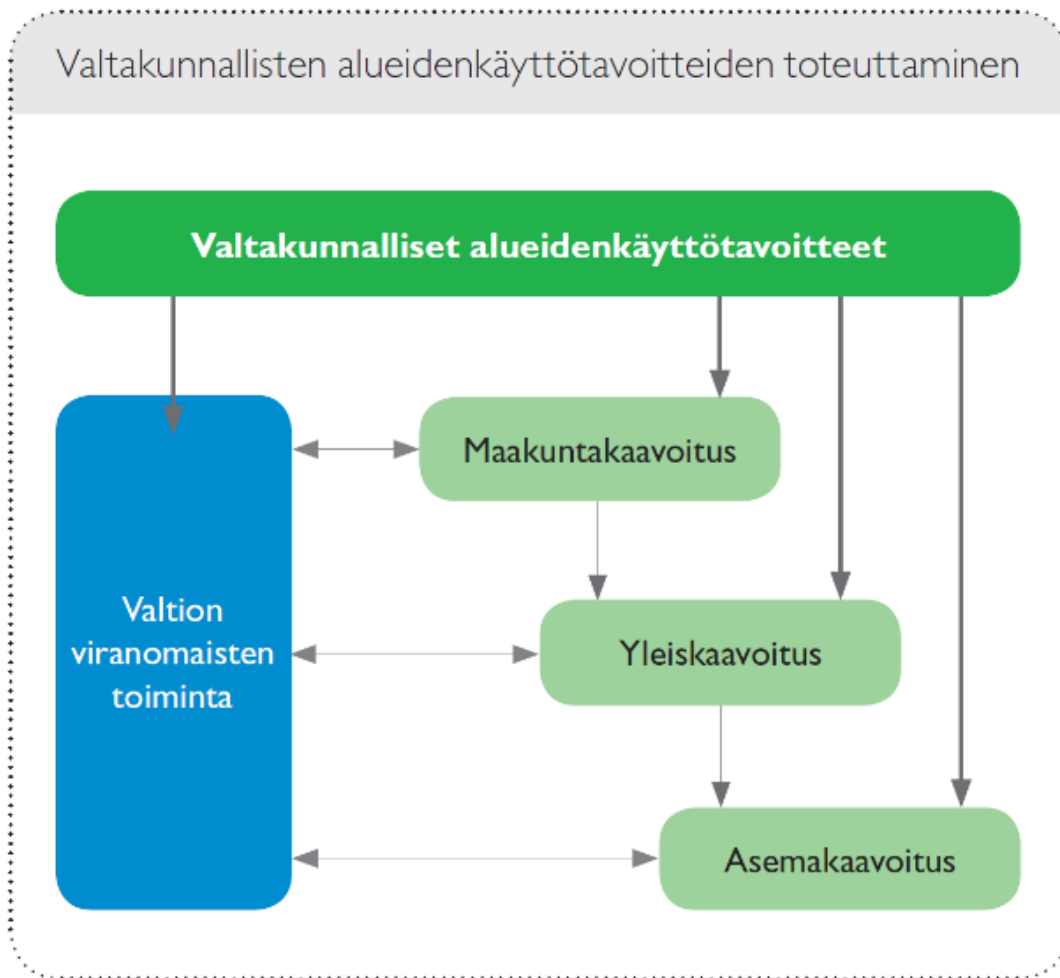 Valtakunnallisten alueidenkäyttötavoitteiden toteuttaminen
Valtakunnalliset alueidenkäyttötavoitteet
Maakuntakaavoitus
Valtion
viranomaisten
toiminta
Yleiskaavoitus
Asemakaavoitus